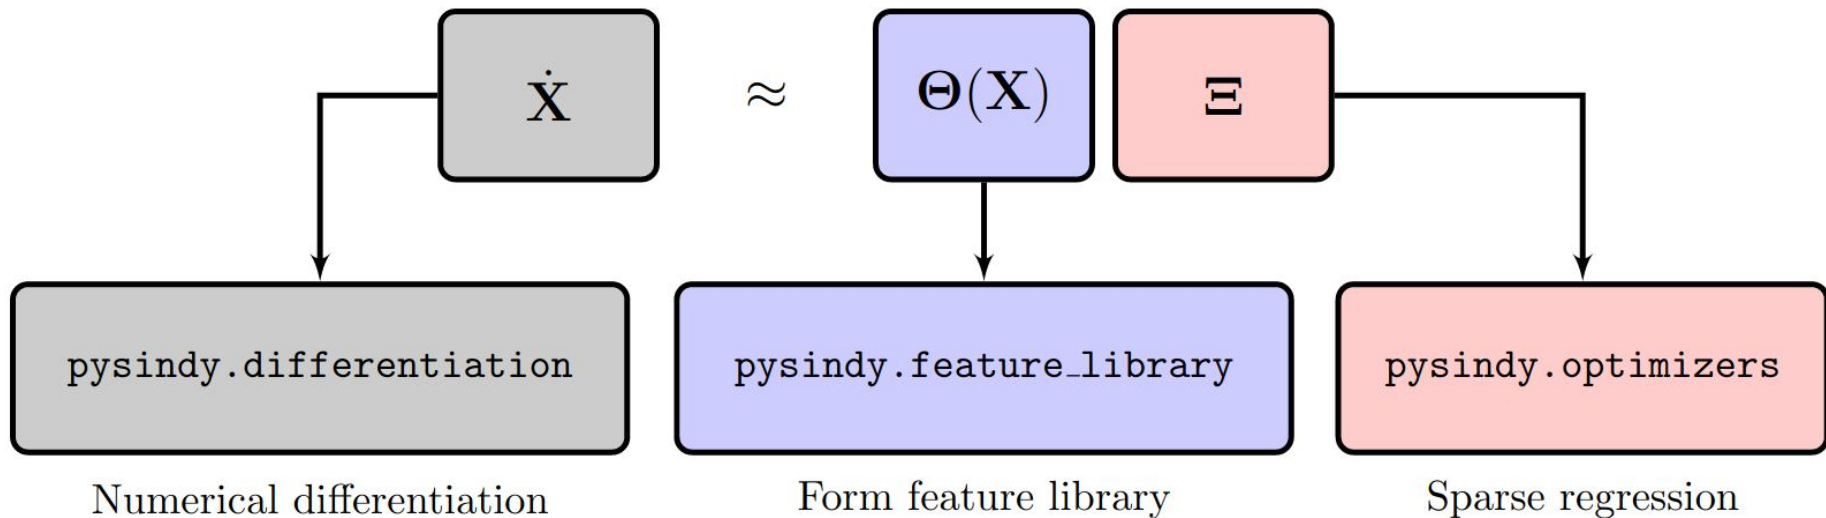 Ẋ ≈ Θ(X) Ξ
pysindy.differentiation pysindy.feature_library pysindy.optimizers
Numerical differentiation Form feature library Sparse regression